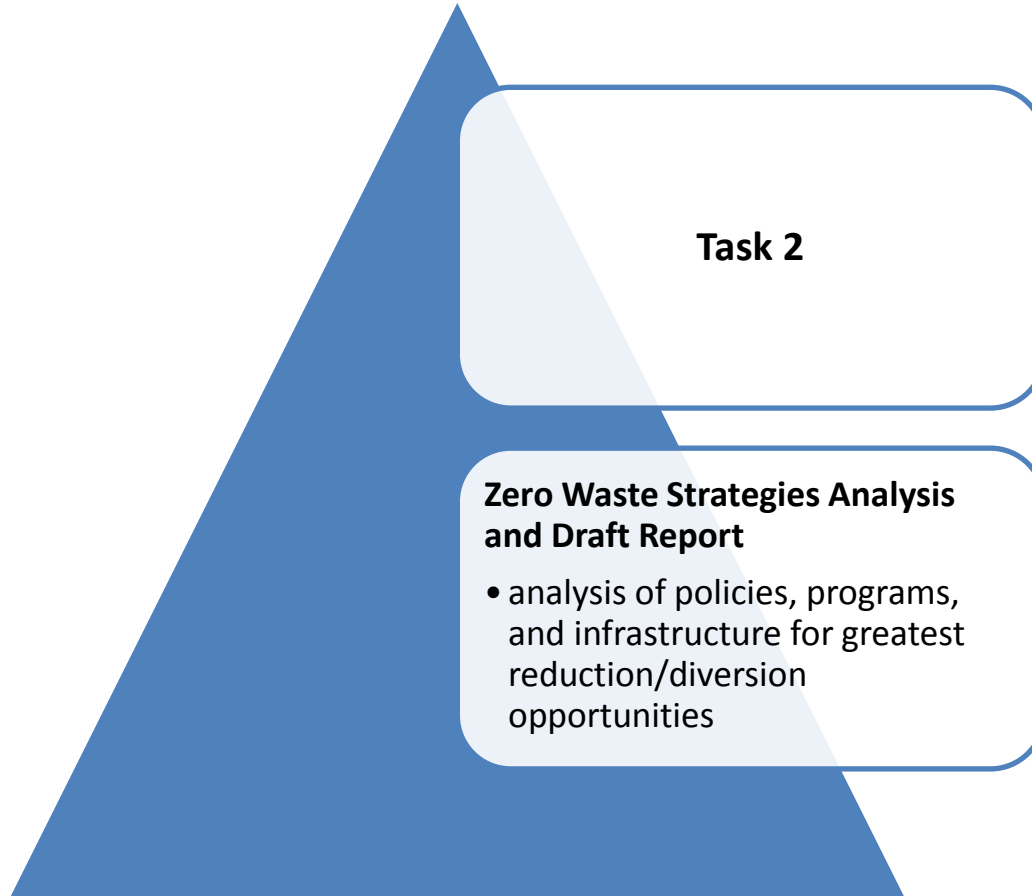 Task 2
Zero Waste Strategies Analysis
and Draft Report
• analysis of policies, programs,
and infrastructure for greatest
reduction/diversion
opportunities